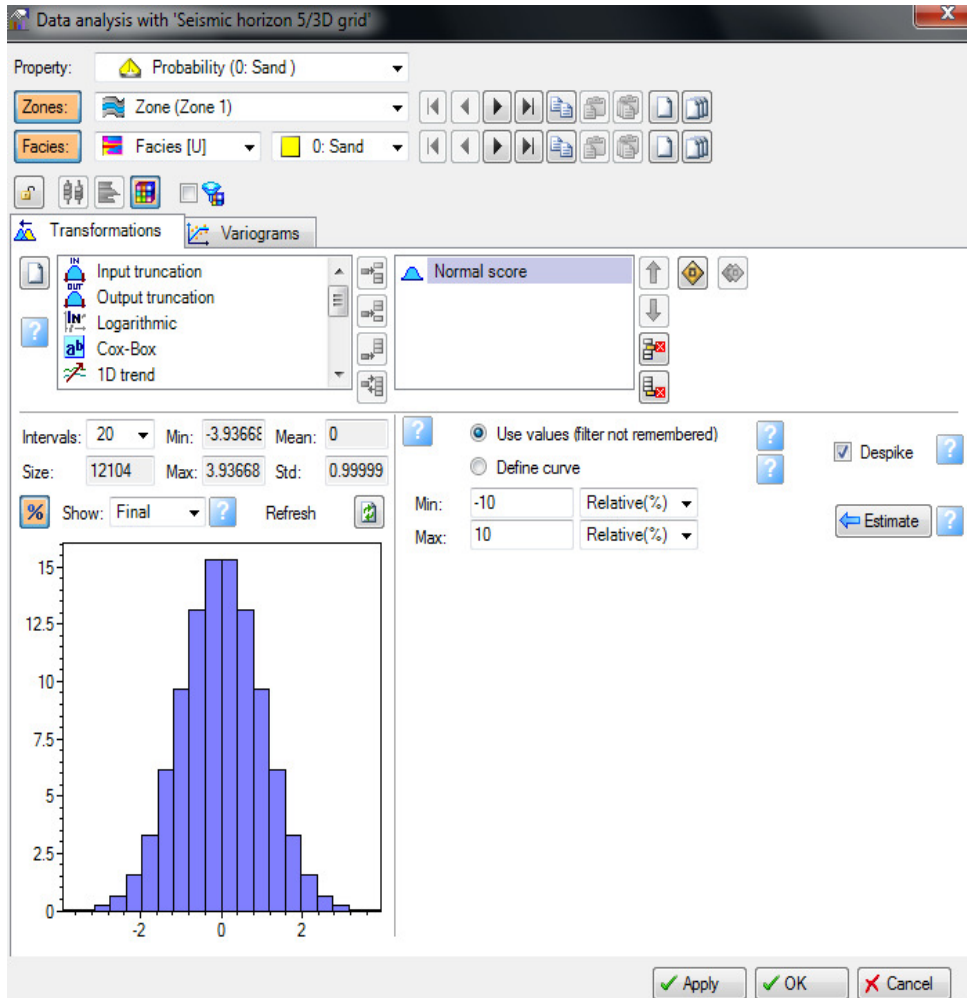 Data analysis with 'Seismic horizon 5/3D grid'
X
Property: Probability (0: Sand )
Zones: Zone (Zone 1)
Facies: Facies [U] 0: Sand
Transformations Variograms
IN Input truncation Normal score
OUT Output truncation
IN Logarithmic
ab Cox-Box
1D trend
Intervals: 20 Min: -3.93668 Mean: 0 ? Use values (filter not remembered) ? Despike ?
Size: 12104 Max: 3.93668 Std: 0.99999 Define curve ?
% Show: Final ? Refresh Min: -10 Relative(%) Estimate ?
Max: 10 Relative(%)
15
12.5
10
7.5
5
2.5
0
-2 0 2
Apply OK Cancel